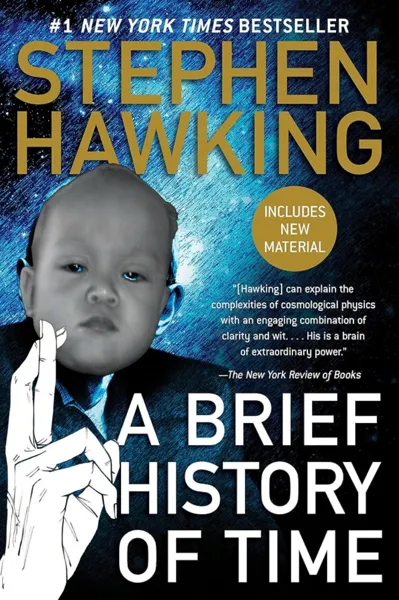 #1 NEW YORK TIMES BESTSELLER
STEPHEN
HAWKING
INCLUDES
NEW
MATERIAL
"[Hawking] can explain the
complexities of cosmological physics
with an engaging combination of
clarity and wit. . . . His is a brain
of extraordinary power."
—The New York Review of Books
A BRIEF
HISTORY
OF TIME